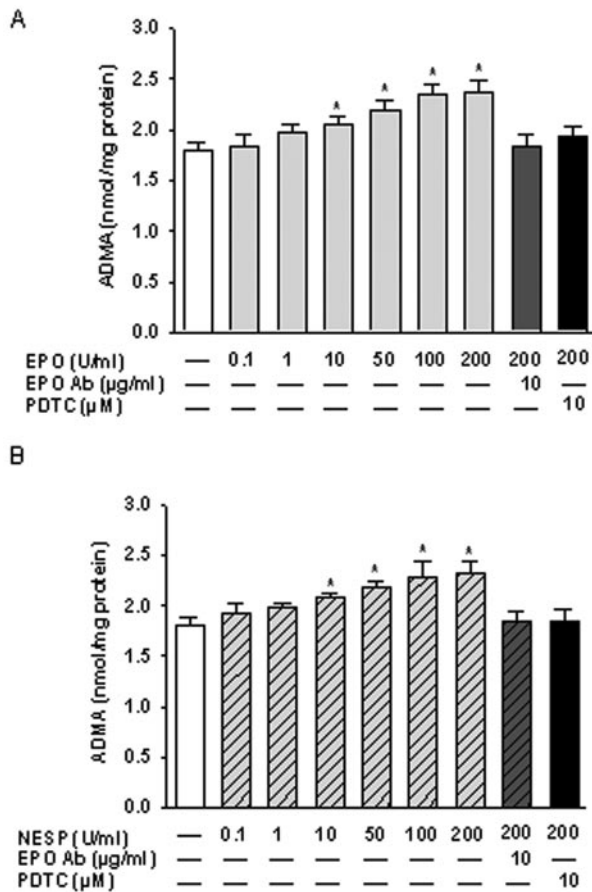 A
ADMA (nmol/mg protein)
3.0
2.5
2.0
1.5
1.0
0.5
0.0
* * * *
EPO (U/ml) — 0.1 1 10 50 100 200 200 200
EPO Ab (µg/ml) — — — — — — — 10 —
PDTC (µM) — — — — — — — — 10
B
ADMA (nmol/mg protein)
3.0
2.5
2.0
1.5
1.0
0.5
0.0
* * * *
NESP (U/ml) — 0.1 1 10 50 100 200 200 200
EPO Ab (µg/ml) — — — — — — — 10 —
PDTC (µM) — — — — — — — — 10